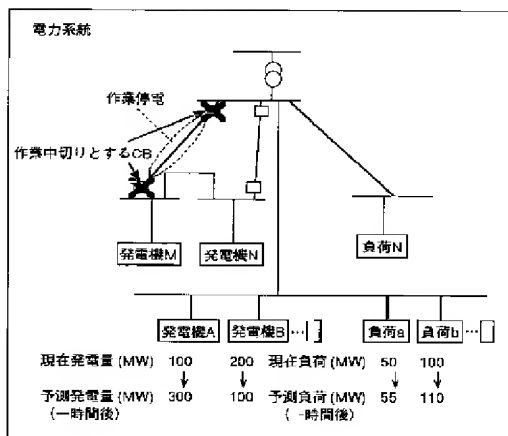 電力系統
作業停電
作業中切りとするCB
発電機M
発電機N
負荷N
発電機A
発電機B…
負荷a
負荷b…
現在発電量(MW) 100 200 現在負荷(MW) 50 100
予測発電量(MW) 300 100 予測負荷(MW) 55 110
(一時間後) (一時間後)